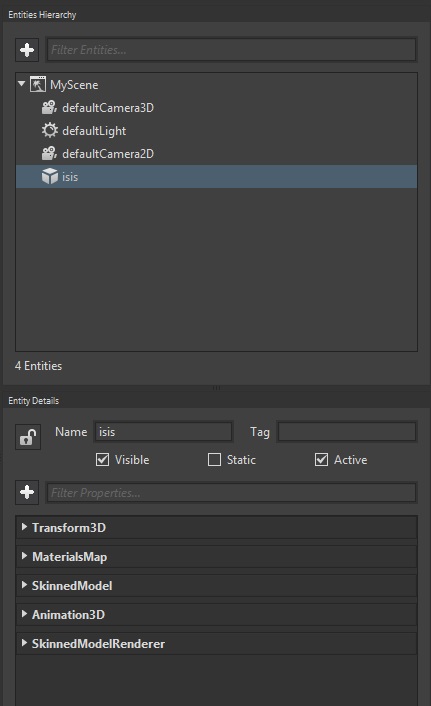 Entities Hierarchy
Filter Entities...
MyScene
defaultCamera3D
defaultLight
defaultCamera2D
isis
4 Entities
Entity Details
Name isis Tag
Visible Static Active
Filter Properties...
Transform3D
MaterialsMap
SkinnedModel
Animation3D
SkinnedModelRenderer